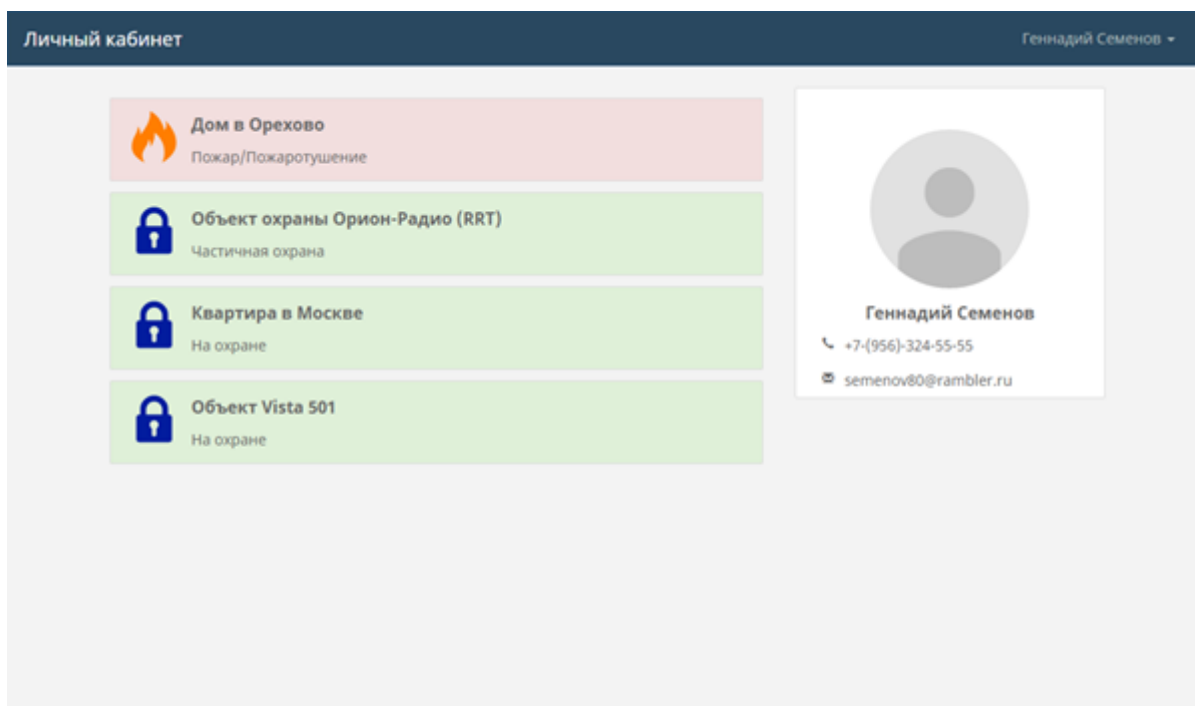 Личный кабинет
Геннадий Семенов
Дом в Орехово
Пожар/Пожаротушение
Объект охраны Орион-Радио (RRT)
Частичная охрана
Квартира в Москве
На охране
Объект Vista 501
На охране
Геннадий Семенов
+7-(956)-324-55-55
semenov80@rambler.ru